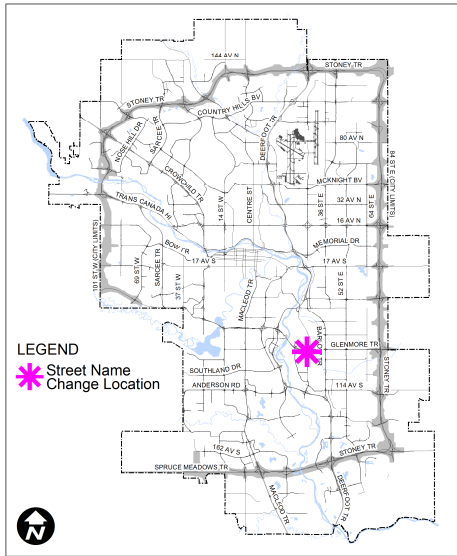 144 AV N
STONEY TR
STONEY TR
COUNTRY HILLS BV
DEERFOOT TR
NOSE HILL DR
SARCEE TR
80 AV N
CROWCHILD TR
MCKNIGHT BV
84 ST E (CITY LIMITS)
TRANS CANADA HI
14 ST W
CENTRE ST
36 ST E
32 AV N
64 ST E
16 AV N
101 ST W (CITY LIMITS)
BOW TR
MEMORIAL DR
17 AV S
17 AV S
69 ST W
SARCEE TR
37 ST W
52 ST E
MACLEOD TR
LEGEND
Street Name
Change Location
GLENMORE TR
STONEY TR
SOUTHLAND DR
ANDERSON RD
114 AV S
162 AV S
STONEY TR
SPRUCE MEADOWS TR
MACLEOD TR
DEERFOOT TR
N